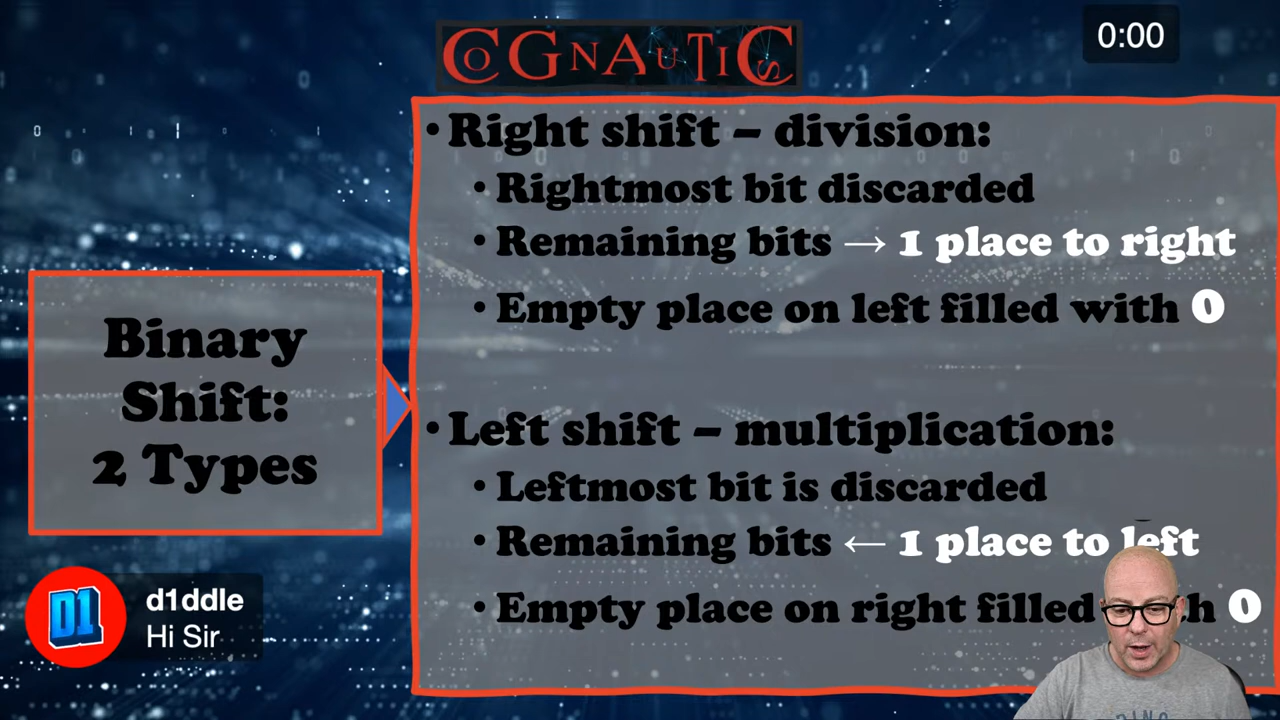 COGNAUTICS
0:00
• Right shift – division:
• Rightmost bit discarded
• Remaining bits → 1 place to right
• Empty place on left filled with 0
Binary
Shift:
2 Types
• Left shift – multiplication:
• Leftmost bit is discarded
• Remaining bits ← 1 place to left
• Empty place on right filled 0
D1
d1ddle
Hi Sir